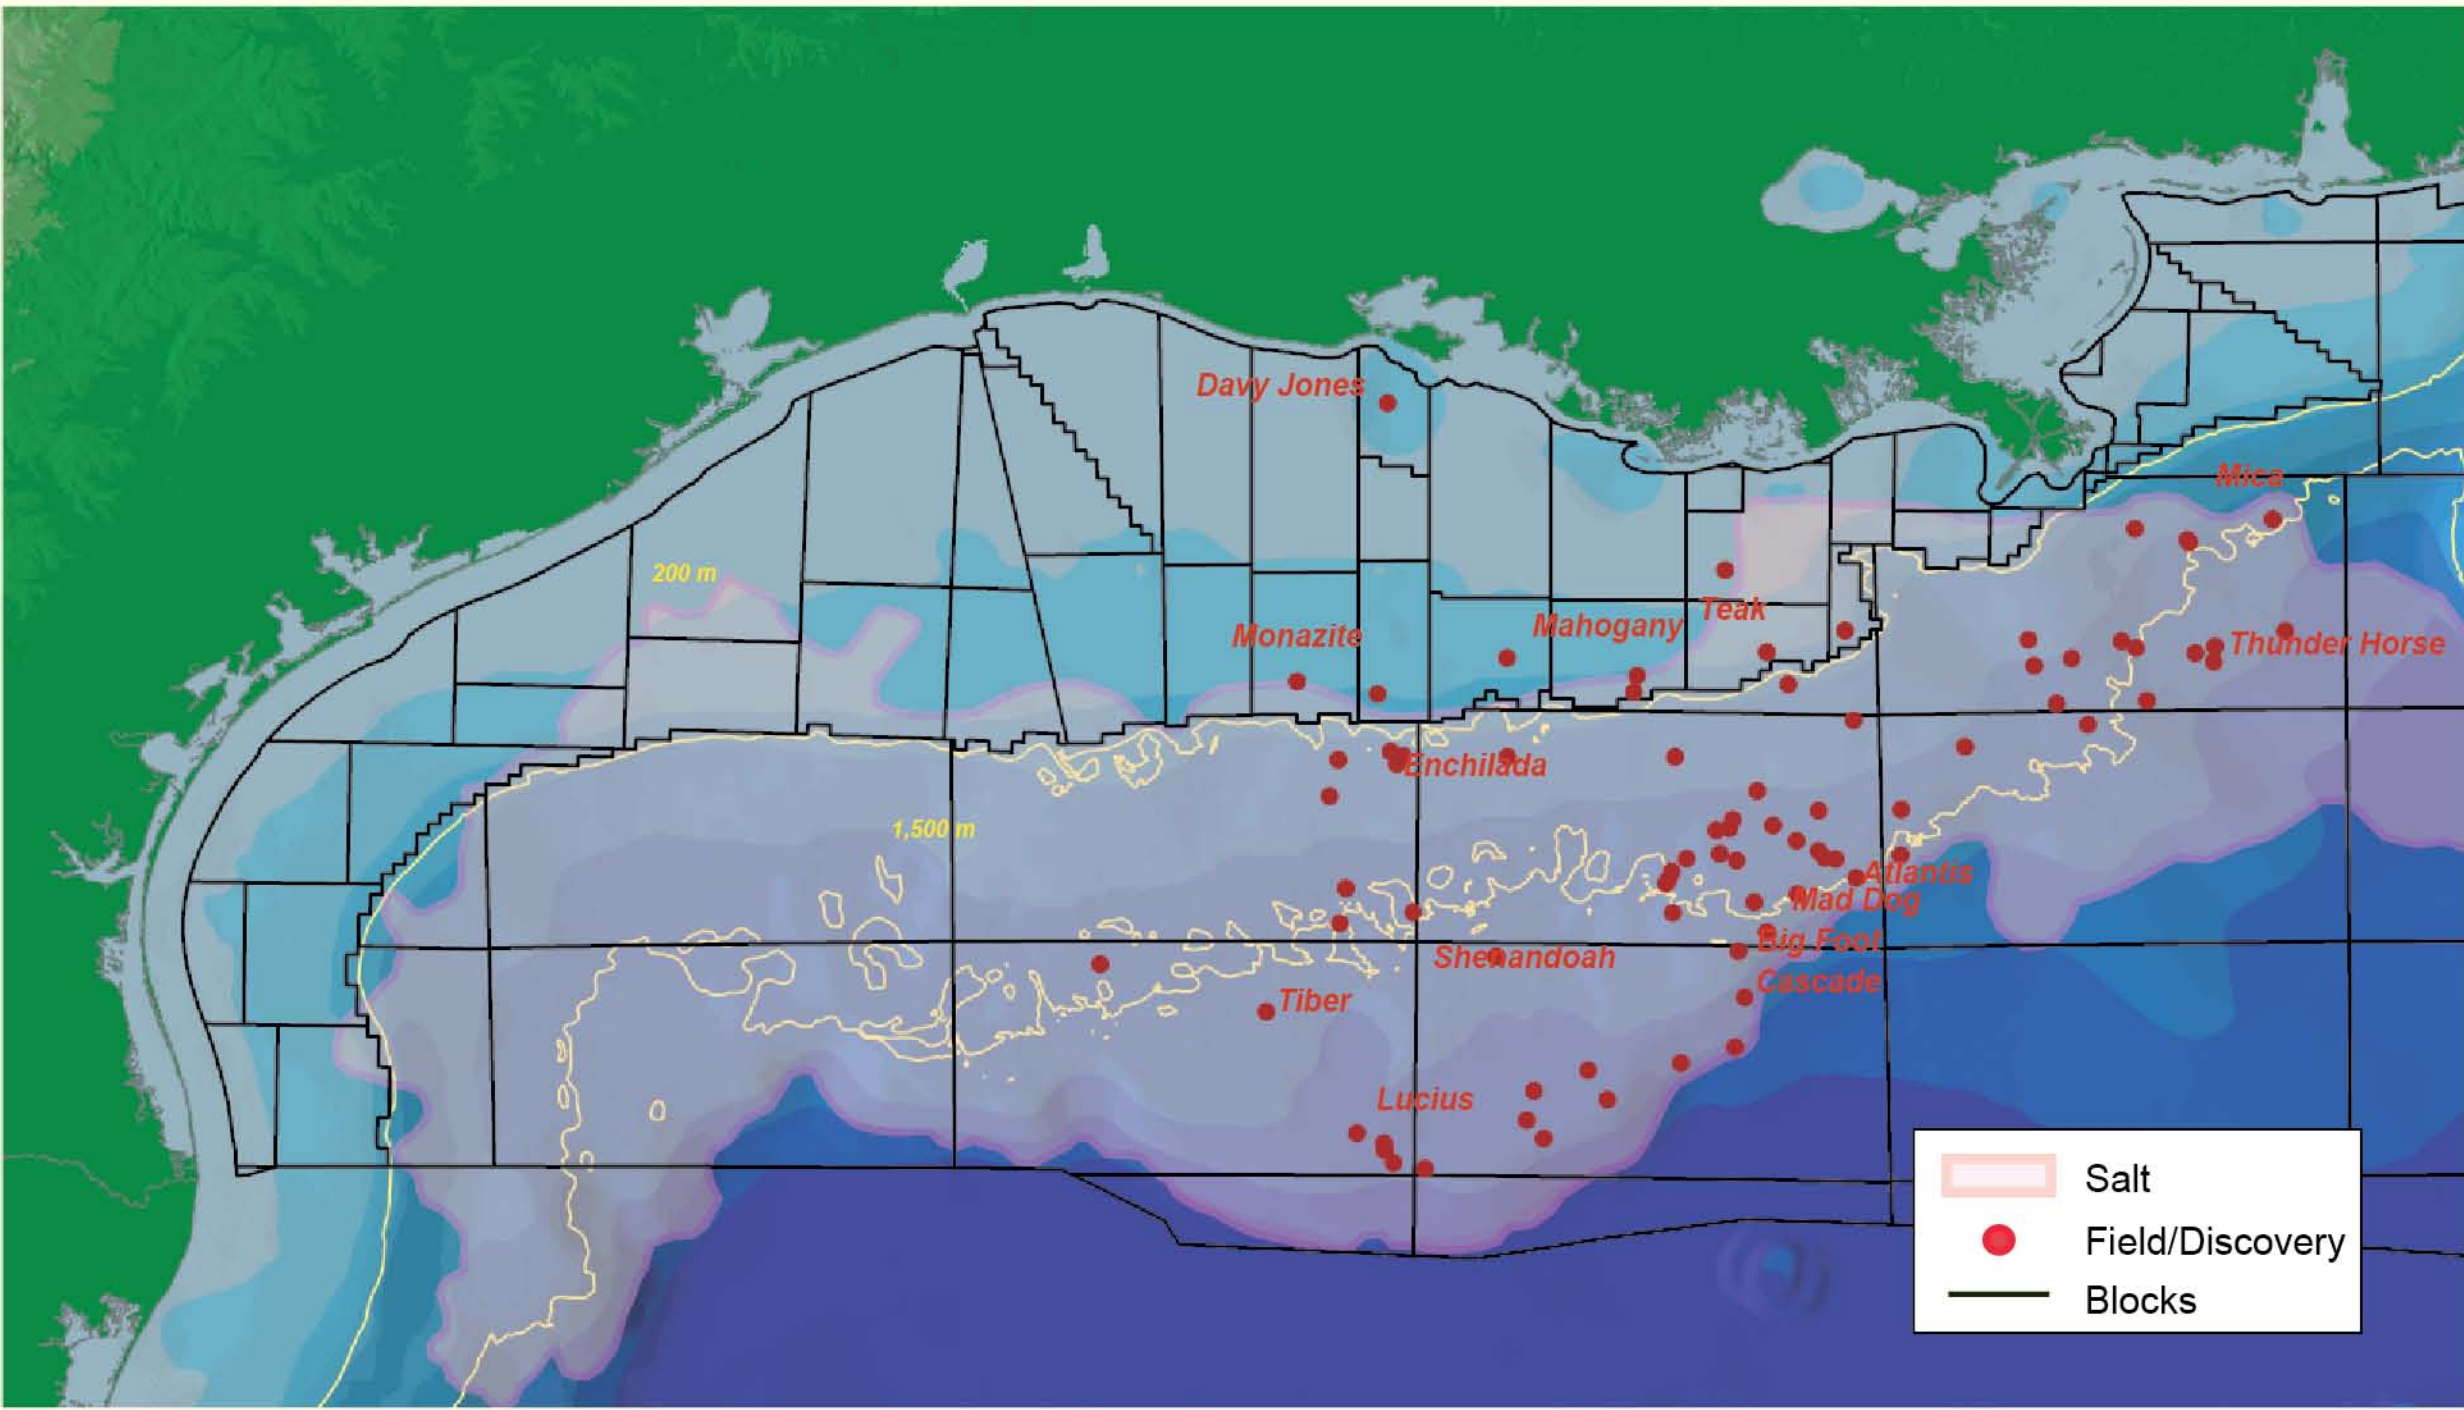 Davy Jones
Mica
200 m
Teak
Mahogany
Monazite
Thunder Horse
Enchilada
1,500 m
Atlantis
Mad Dog
Big Foot
Shenandoah
Cascade
Tiber
Lucius
Salt
Field/Discovery
Blocks